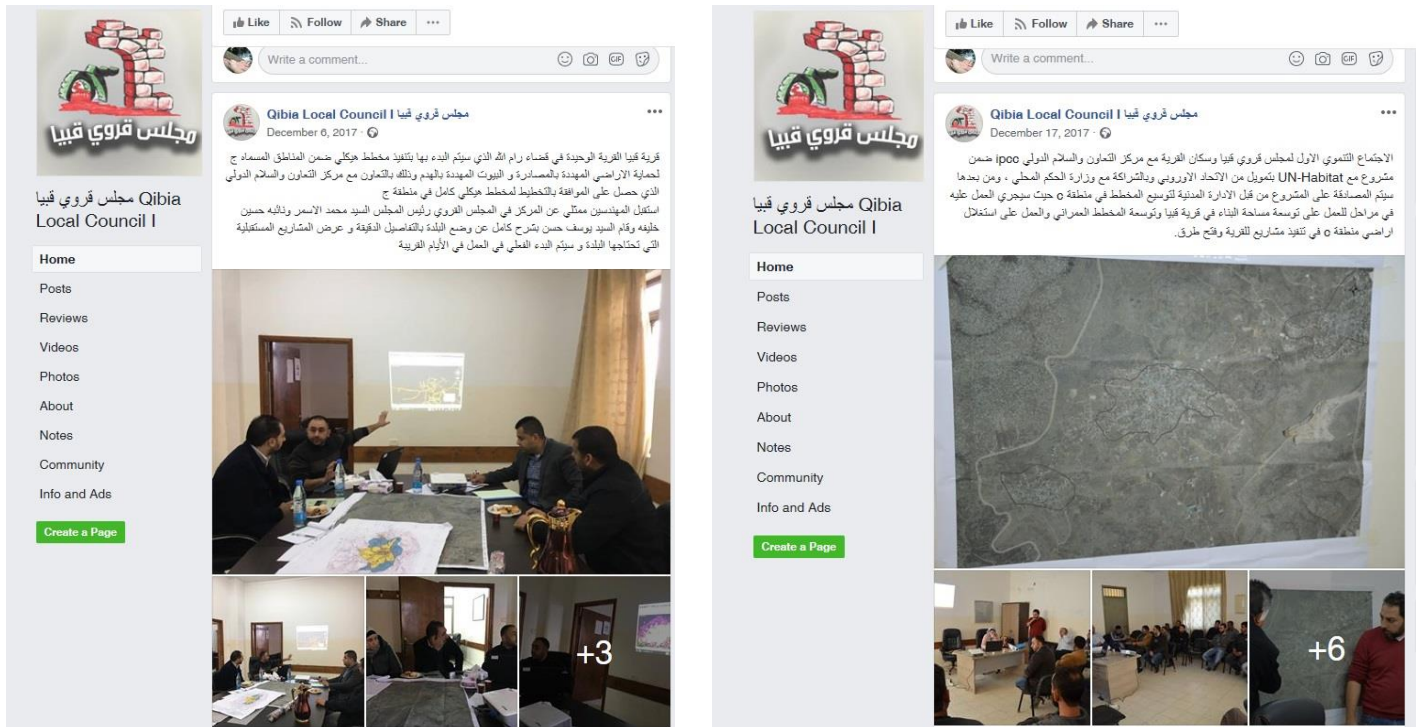 Like Follow Share ...
Write a comment...
GIF
مجلس قروي قبيا
Qibia Local Council I مجلس قروي قبيا
December 6, 2017
قرية قبيا القرية الوحيدة في قضاء رام الله الذي سيتم البدء بها بتنفيذ مخطط هيكلي ضمن المناطق المسماه ج
لحماية الاراضي المهددة بالمصادرة و البيوت المهددة بالهدم وذلك بالتعاون مع مركز التعاون والسلام الدولي
الذي حصل على الموافقة بالتخطيط لمخطط هيكلي كامل في منطقة ج
استقبل المهندسين ممثلي عن المركز في المجلس القروي رئيس المجلس السيد محمد الاسمر ونائبه حسين
خليفه وقام السيد يوسف حسن بشرح كامل عن وضع البلدة بالتفاصيل الدقيقة و عرض المشاريع المستقبلية
التي تحتاجها البلدة و سيتم البدء الفعلي في العمل في الأيام القريبة
مجلس قروي قبيا Qibia
Local Council I
Home
Posts
Reviews
Videos
Photos
About
Notes
Community
Info and Ads
Create a Page
+3
Like Follow Share ...
Write a comment...
GIF
مجلس قروي قبيا
Qibia Local Council I مجلس قروي قبيا
December 17, 2017
الاجتماع التنموي الاول لمجلس قروي قبيا وسكان القرية مع مركز التعاون والسلام الدولي ipcc ضمن
مشروع مع UN-Habitat بتمويل من الاتحاد الاوروبي وبالشراكة مع وزارة الحكم المحلي ، ومن بعدها
سيتم المصادقة على المشروع من قبل الادارة المدنية لتوسيع المخطط في منطقة c حيث سيجري العمل عليه
في مراحل للعمل على توسعة مساحة البناء في قرية قبيا وتوسعة المخطط العمراني والعمل على استغلال
اراضي منطقة c في تنفيذ مشاريع للقرية وفتح طرق.
مجلس قروي قبيا Qibia
Local Council I
Home
Posts
Reviews
Videos
Photos
About
Notes
Community
Info and Ads
Create a Page
+6